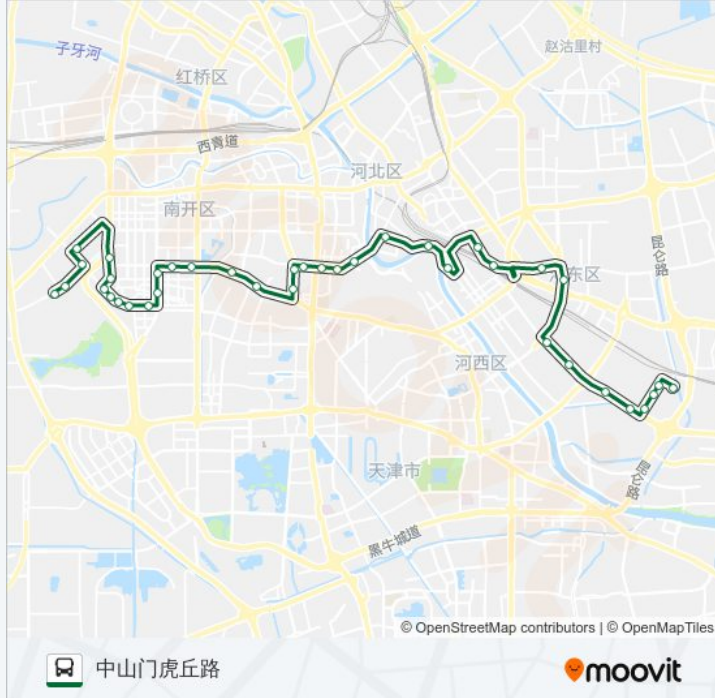 子牙河
赵沽里村
红桥区
西青道
河北区
南开区
昆仑路
河东区
河西区
天津市
昆仑路
黑牛城道
© OpenStreetMap contributors | © OpenMapTiles
中山门虎丘路
moovit